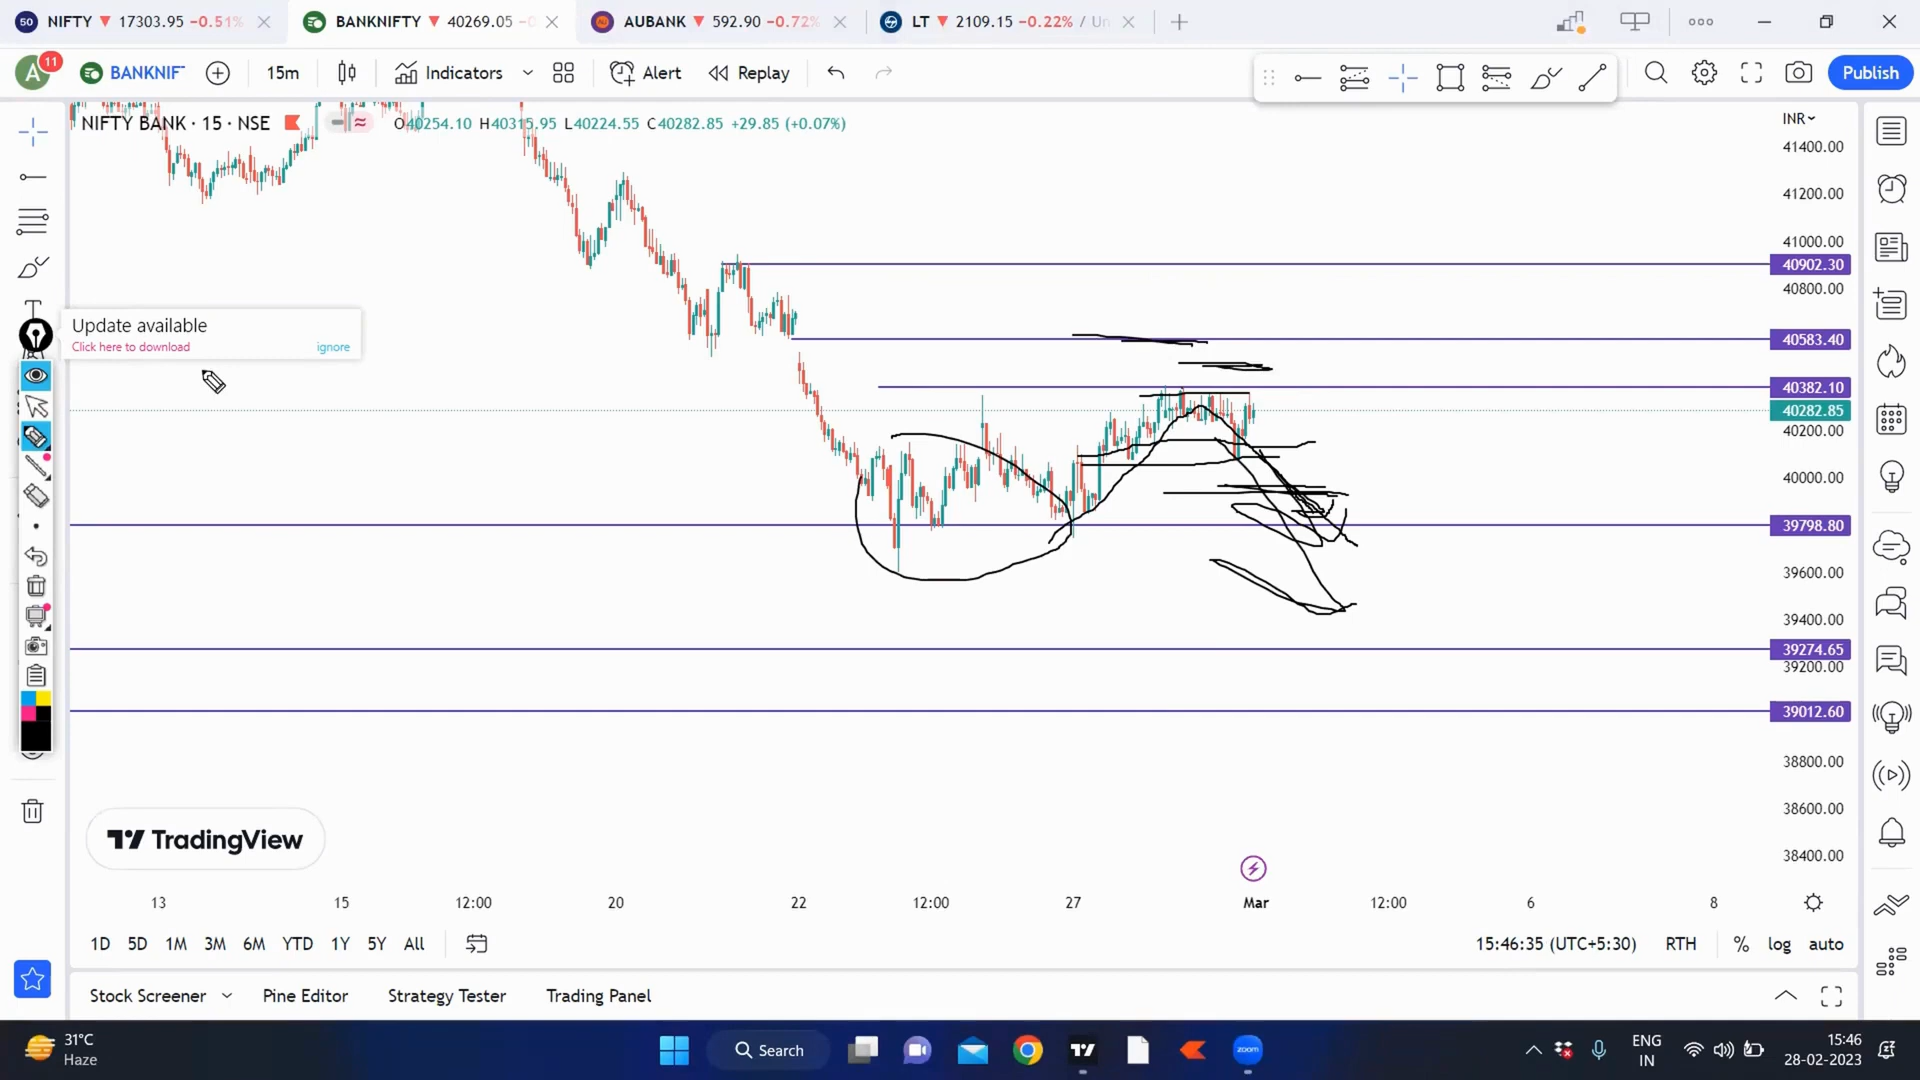 50 NIFTY 17303.95 −0.51%
BANKNIFTY 40269.05
AUBANK 592.90 −0.72%
LT 2109.15 −0.22% / Un
A 11
BANKNIF
15m
Indicators
Alert
Replay
Publish
NIFTY BANK · 15 · NSE
O40254.10 H40315.95 L40224.55 C40282.85 +29.85 (+0.07%)
INR
41400.00
41200.00
41000.00
40902.30
40800.00
40583.40
40382.10
40282.85
40200.00
40000.00
39798.80
39600.00
39400.00
39274.65
39200.00
39012.60
38800.00
38600.00
38400.00
Update available
Click here to download
ignore
TradingView
13 15 12:00 20 22 12:00 27 Mar 12:00 6 8
1D 5D 1M 3M 6M YTD 1Y 5Y All
15:46:35 (UTC+5:30) RTH % log auto
Stock Screener Pine Editor Strategy Tester Trading Panel
31°C
Haze
Search
zoom
ENG
IN
15:46
28-02-2023